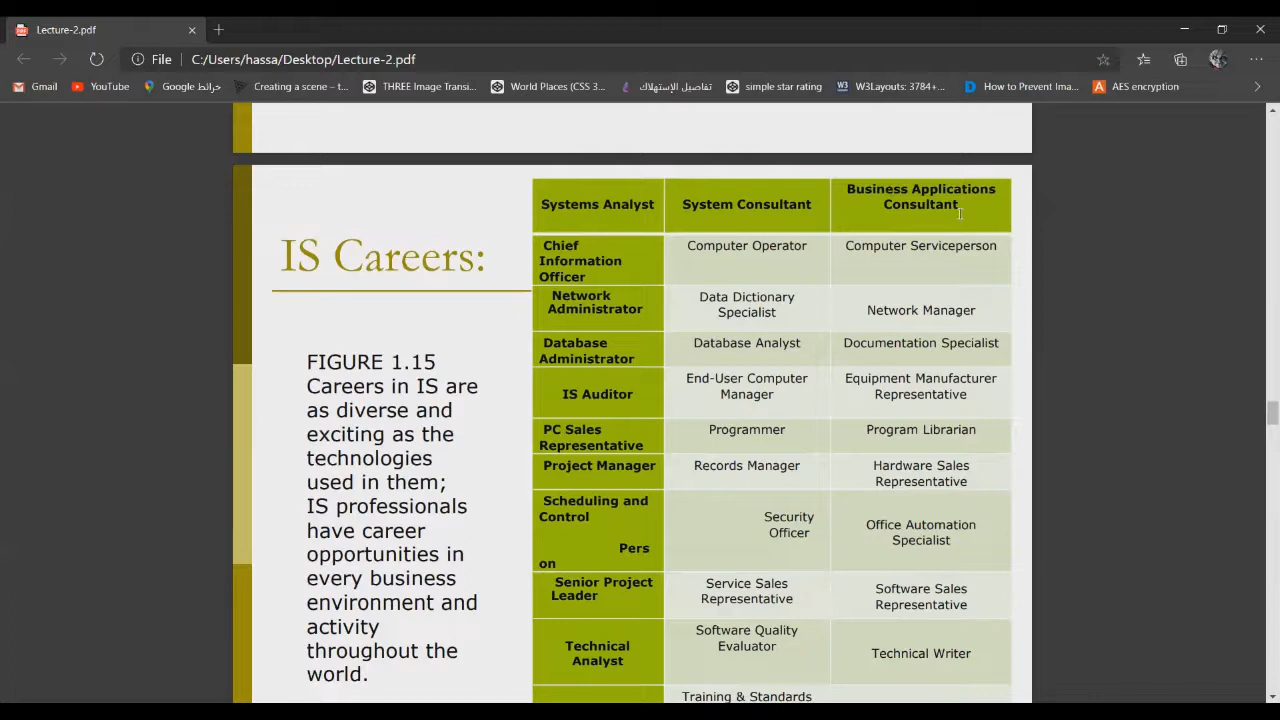 Lecture-2.pdf
File C:/Users/hassa/Desktop/Lecture-2.pdf
Gmail YouTube خرائط Google Creating a scene – t... THREE Image Transi... World Places (CSS 3... تفاصيل الإستهلاك simple star rating W3Layouts: 3784+... How to Prevent Ima... AES encryption
IS Careers:
FIGURE 1.15
Careers in IS are
as diverse and
exciting as the
technologies
used in them;
IS professionals
have career
opportunities in
every business
environment and
activity
throughout the
world.
Systems Analyst
System Consultant
Business Applications
Consultant
Chief
Information
Officer
Computer Operator
Computer Serviceperson
Network
Administrator
Data Dictionary
Specialist
Network Manager
Database
Administrator
Database Analyst
Documentation Specialist
IS Auditor
End-User Computer
Manager
Equipment Manufacturer
Representative
PC Sales
Representative
Programmer
Program Librarian
Project Manager
Records Manager
Hardware Sales
Representative
Scheduling and
Control
Pers
on
Security
Officer
Office Automation
Specialist
Senior Project
Leader
Service Sales
Representative
Software Sales
Representative
Technical
Analyst
Software Quality
Evaluator
Technical Writer
Training & Standards